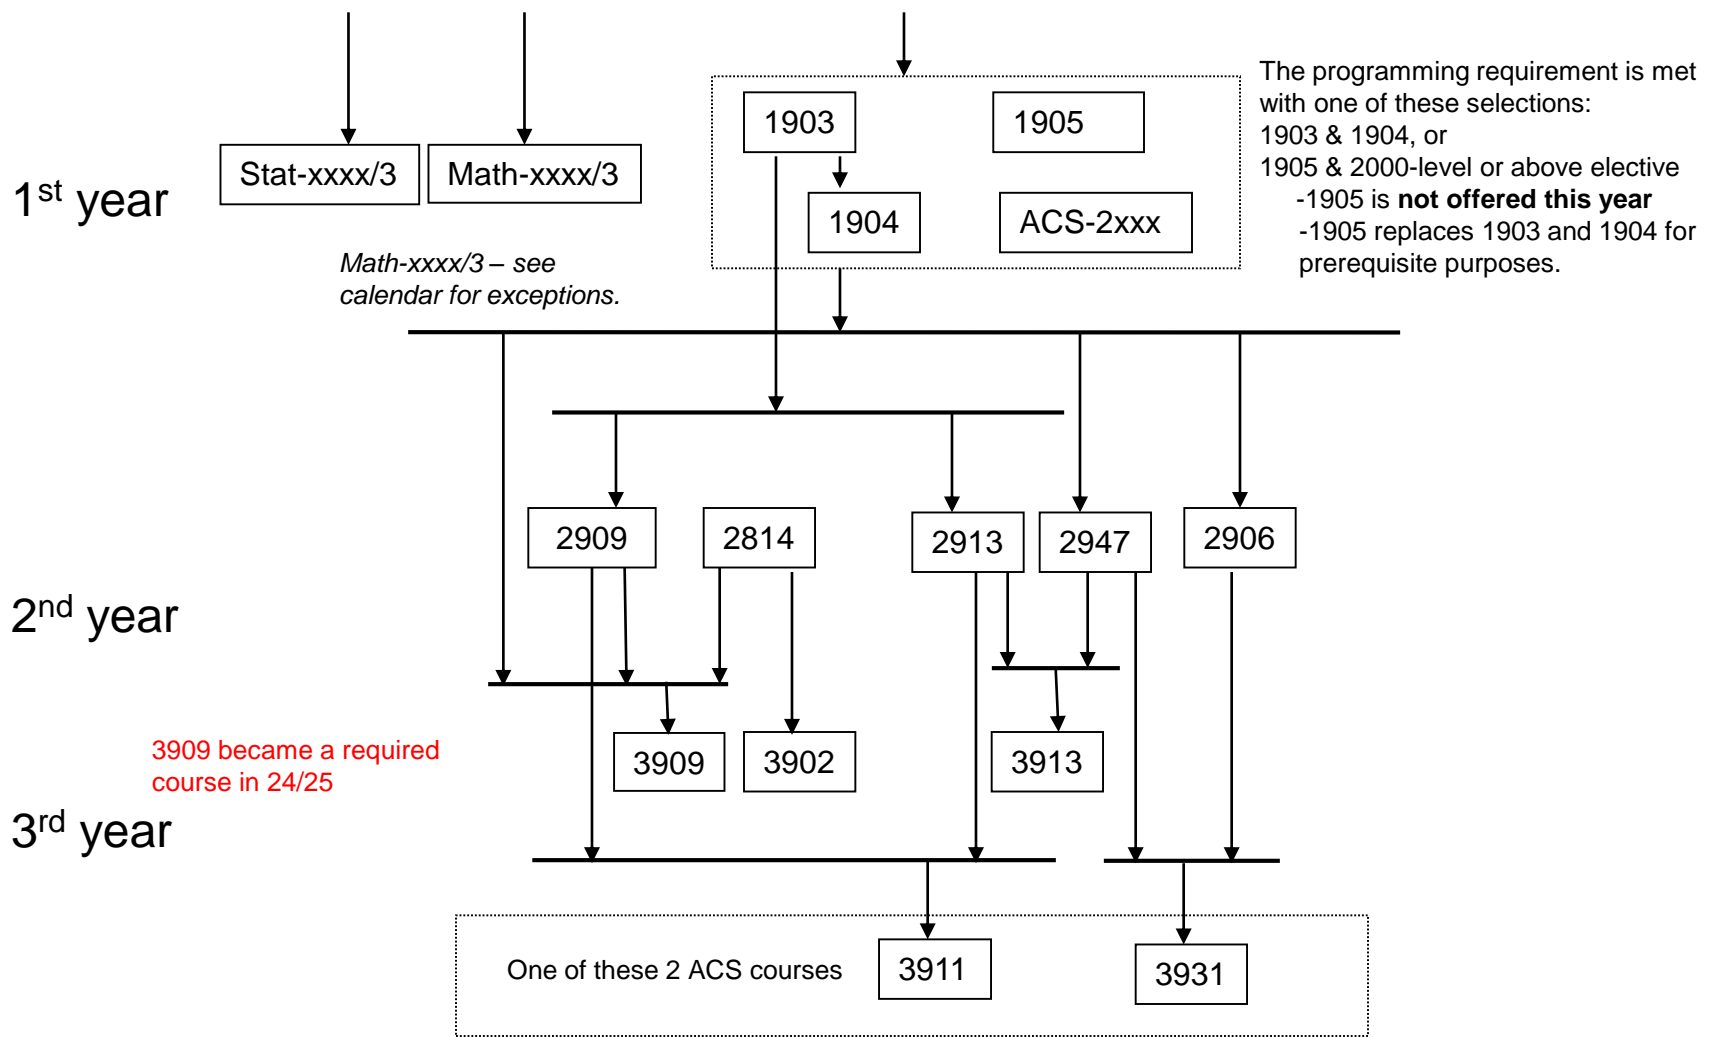 The programming requirement is met
with one of these selections:
1903 & 1904, or
1905 & 2000-level or above elective
-1905 is not offered this year
-1905 replaces 1903 and 1904 for
prerequisite purposes.
1903
1905
Stat-xxxx/3
Math-xxxx/3
1st year
1904
ACS-2xxx
Math-xxxx/3 – see
calendar for exceptions.
2909
2814
2913
2947
2906
2nd year
3909 became a required
course in 24/25
3909
3902
3913
3rd year
One of these 2 ACS courses
3911
3931